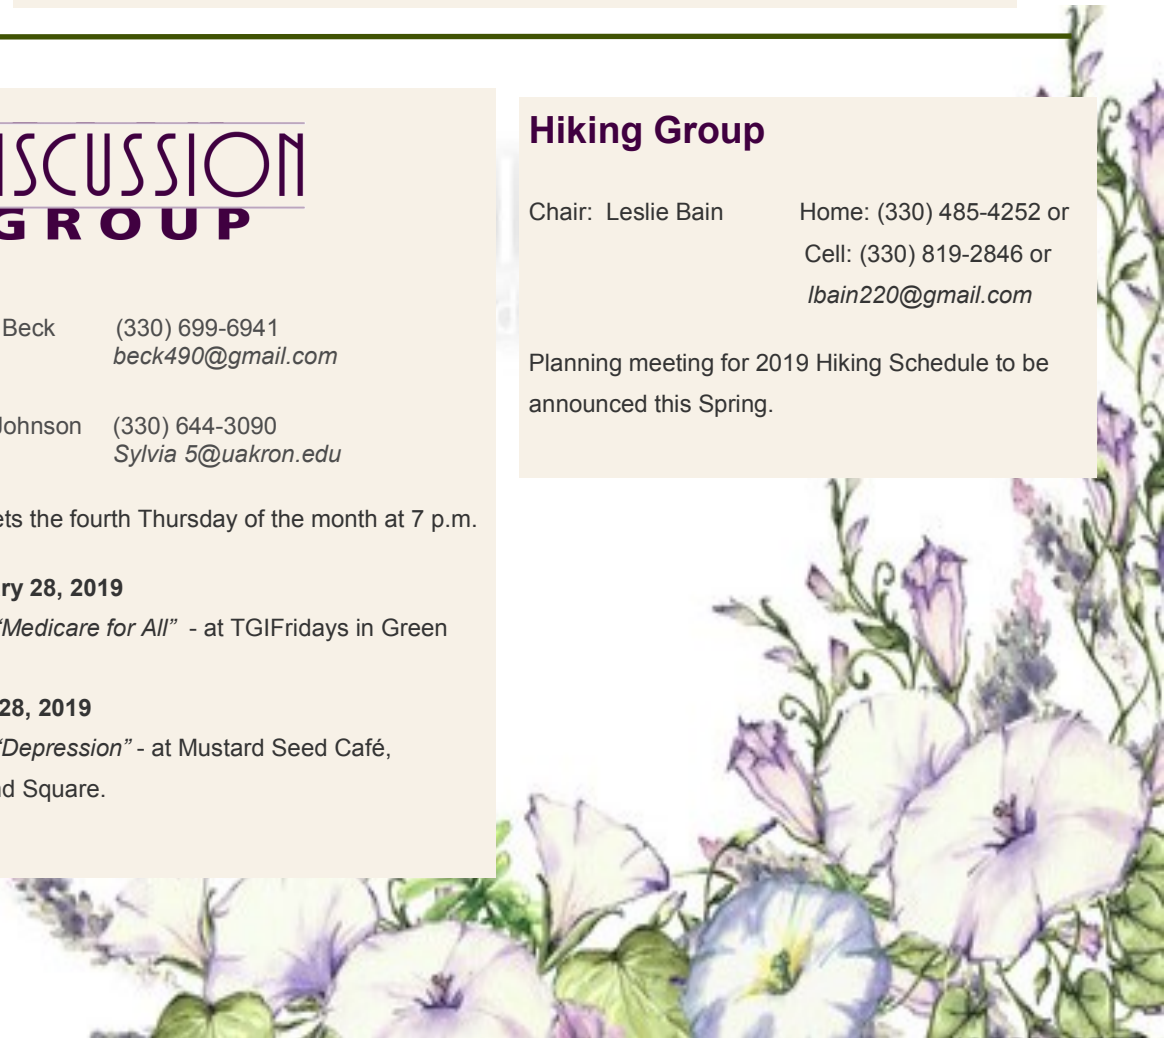 ISCUSSION
GROUP
Beck (330) 699-6941
beck490@gmail.com
Johnson (330) 644-3090
Sylvia 5@uakron.edu
ets the fourth Thursday of the month at 7 p.m.
ry 28, 2019
“Medicare for All” - at TGIFridays in Green
28, 2019
“Depression” - at Mustard Seed Café,
nd Square.
Hiking Group
Chair: Leslie Bain Home: (330) 485-4252 or
Cell: (330) 819-2846 or
lbain220@gmail.com
Planning meeting for 2019 Hiking Schedule to be
announced this Spring.